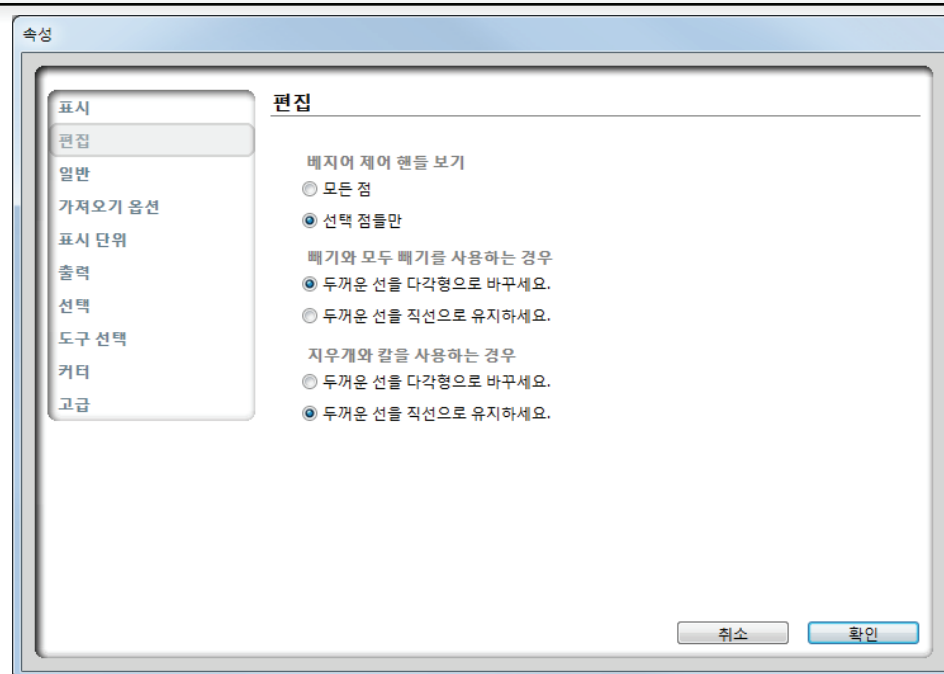 속성
표시
편집
일반
가져오기 옵션
표시 단위
출력
선택
도구 선택
커터
고급
편집
베지어 제어 핸들 보기
모든 점
선택 점들만
빼기와 모두 빼기를 사용하는 경우
두꺼운 선을 다각형으로 바꾸세요.
두꺼운 선을 직선으로 유지하세요.
지우개와 칼을 사용하는 경우
두꺼운 선을 다각형으로 바꾸세요.
두꺼운 선을 직선으로 유지하세요.
취소
확인